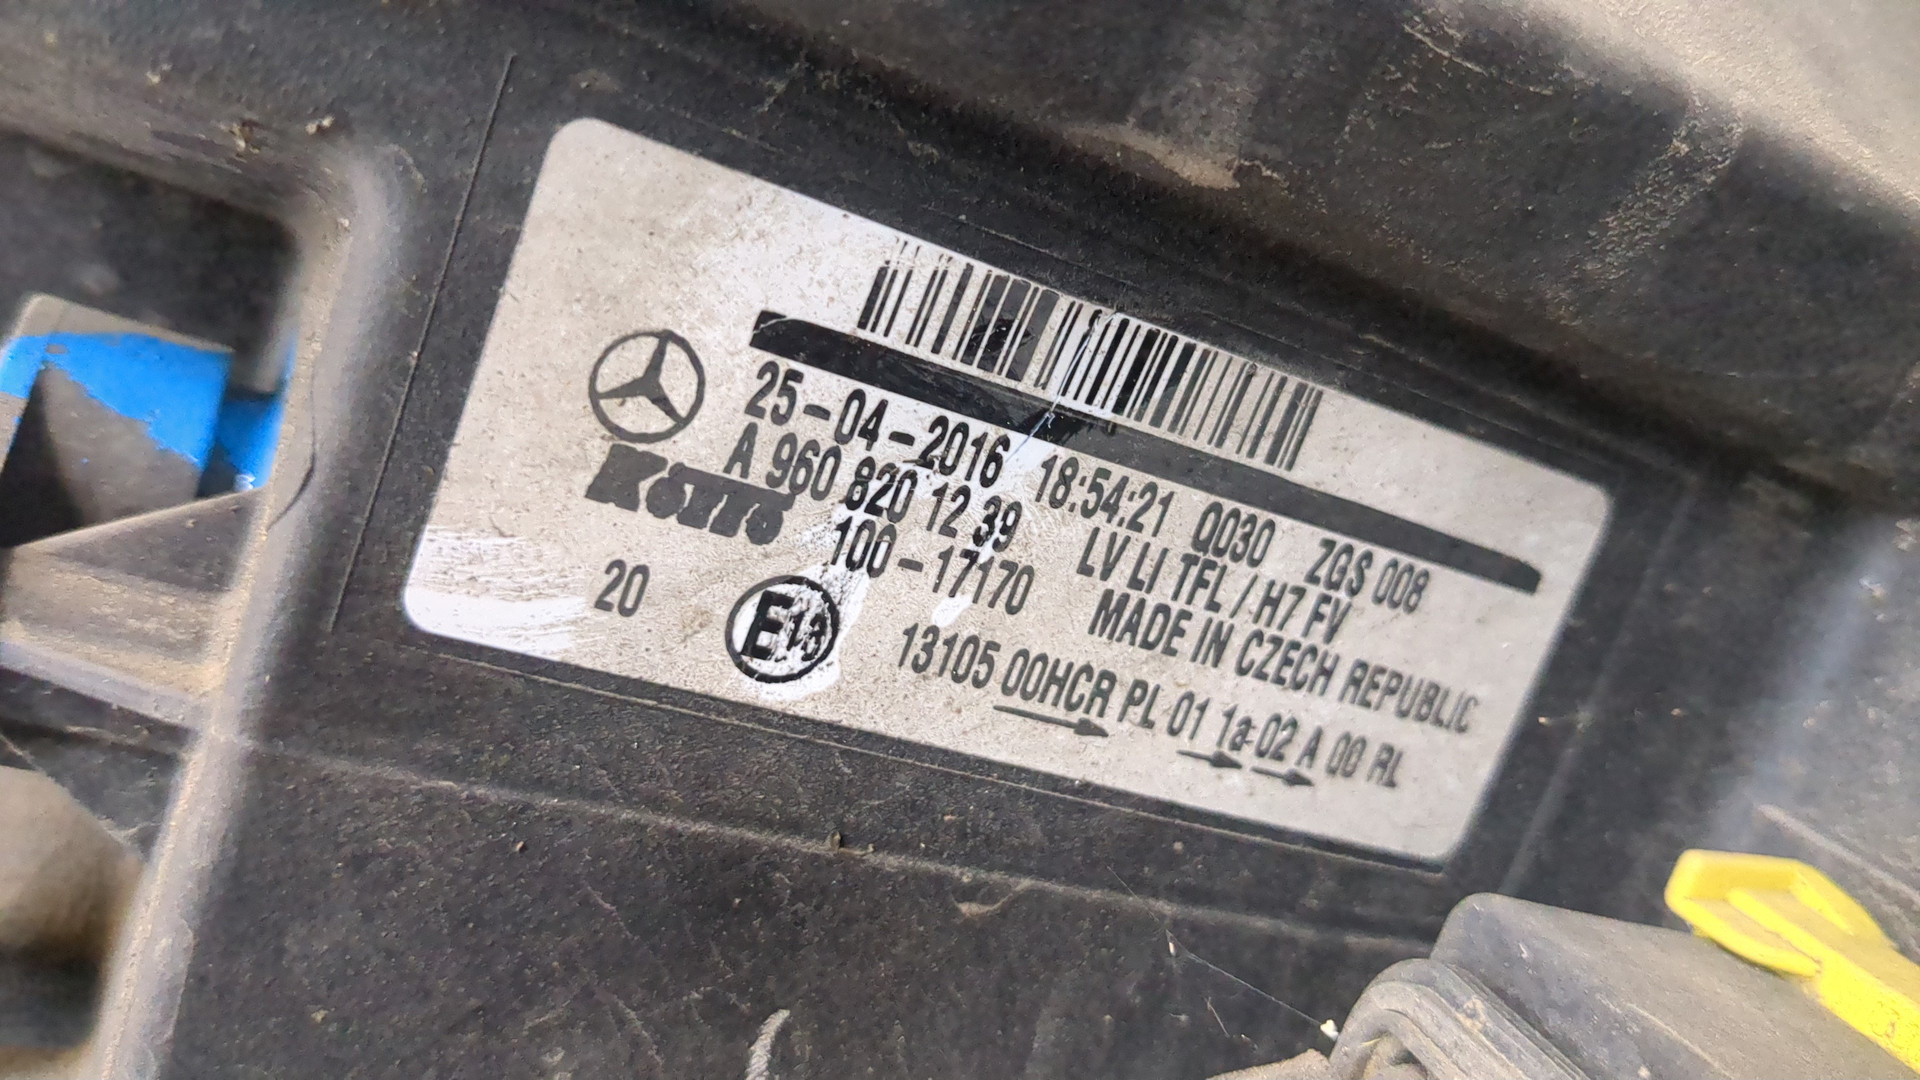 25-04-2016 18:54:21 Q030 ZGS 008
A 960 820 12 39 LV LI TFL / H7 FV
100-17170 MADE IN CZECH REPUBLIC
20 E13 13105 00HCR PL 01 1a 02 A 00 RL